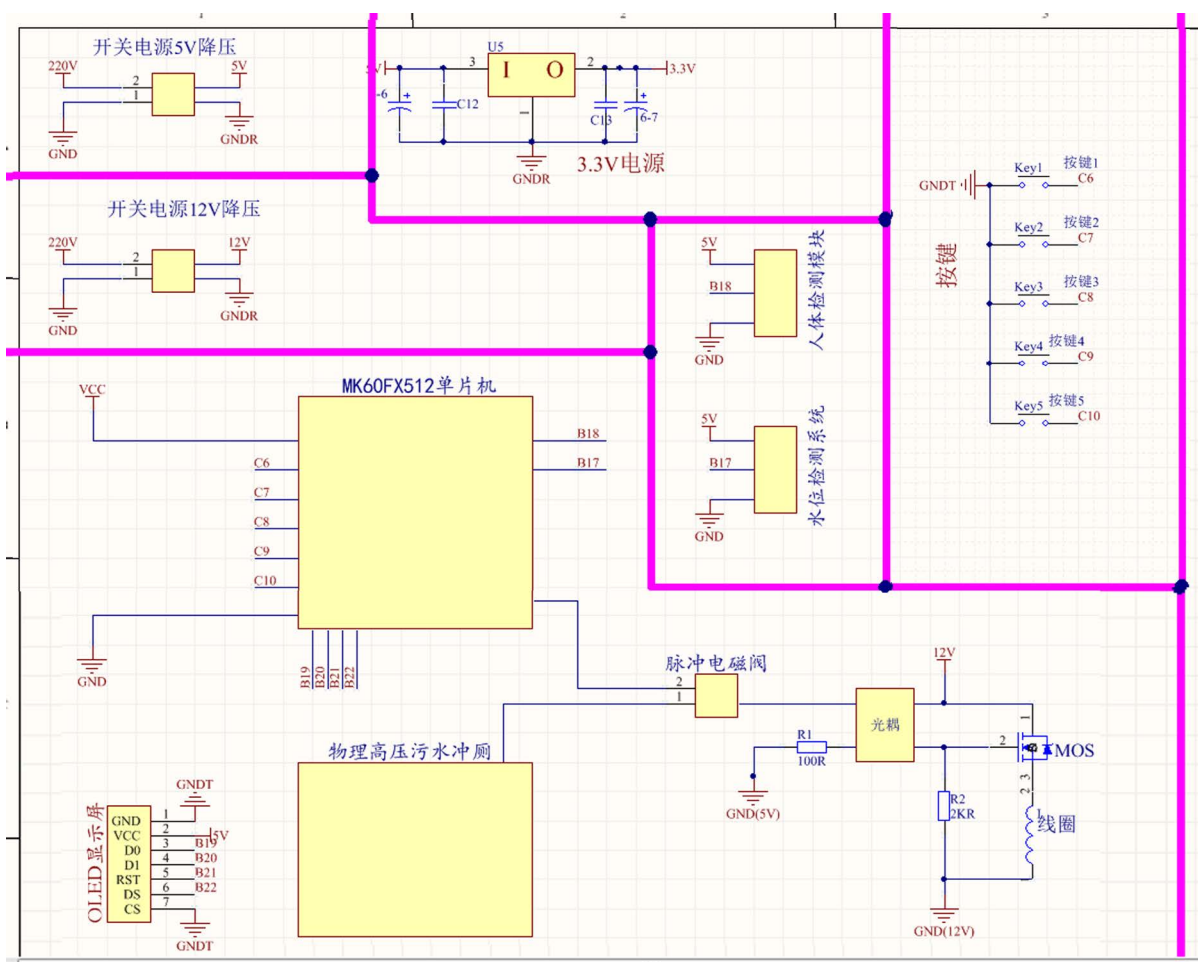 1
2
3
开关电源5V降压
220V
2
1
5V
GND
GNDR
U5
5V
3
I
O
2
3.3V
-6
+
C12
1
C13
+
6-7
GNDR
3.3V电源
开关电源12V降压
220V
2
1
12V
GND
GNDR
5V
B18
GND
人体检测模块
5V
B17
GND
水位检测系统
GNDT
按键
Key1
按键1
C6
Key2
按键2
C7
Key3
按键3
C8
Key4
按键4
C9
Key5
按键5
C10
MK60FX512单片机
VCC
C6
C7
C8
C9
C10
GND
B18
B17
B19
B20
B21
B22
脉冲电磁阀
2
1
物理高压污水冲厕
光耦
12V
R1
100R
GND(5V)
R2
2KR
1
2
MOS
3
2
L
线圈
GND(12V)
OLED显示屏
GNDT
GND
1
VCC
2
5V
D0
3
B19
D1
4
B20
RST
5
B21
DS
6
B22
CS
7
GNDT